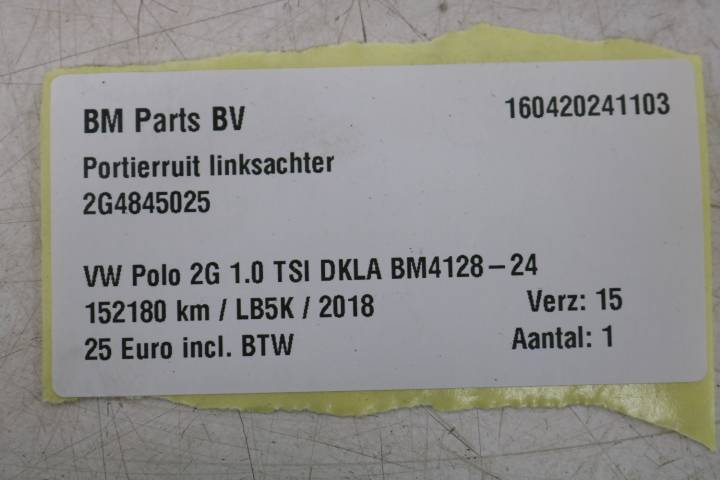 BM Parts BV 160420241103
Portierruit linksachter
2G4845025
VW Polo 2G 1.0 TSI DKLA BM4128-24
152180 km / LB5K / 2018 Verz: 15
25 Euro incl. BTW Aantal: 1